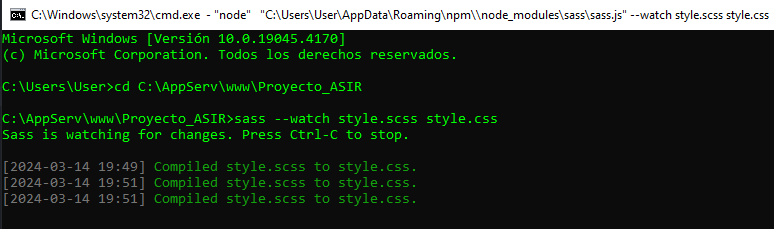 C:\Windows\system32\cmd.exe - "node" "C:\Users\User\AppData\Roaming\npm\\node_modules\sass\sass.js" --watch style.scss style.css
Microsoft Windows [Versión 10.0.19045.4170]
(c) Microsoft Corporation. Todos los derechos reservados.
C:\Users\User>cd C:\AppServ\www\Proyecto_ASIR
C:\AppServ\www\Proyecto_ASIR>sass --watch style.scss style.css
Sass is watching for changes. Press Ctrl-C to stop.
[2024-03-14 19:49] Compiled style.scss to style.css.
[2024-03-14 19:51] Compiled style.scss to style.css.
[2024-03-14 19:51] Compiled style.scss to style.css.